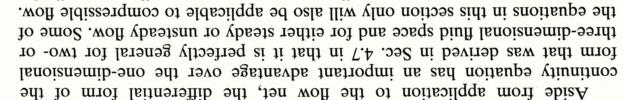 Aside from application to the flow net, the differential form of the
continuity equation has an important advantage over the one-dimensional
form that was derived in Sec. 4.7 in that it is perfectly general for two- or
three-dimensional fluid space and for either steady or unsteady flow. Some of
the equations in this section only will also be applicable to compressible flow.